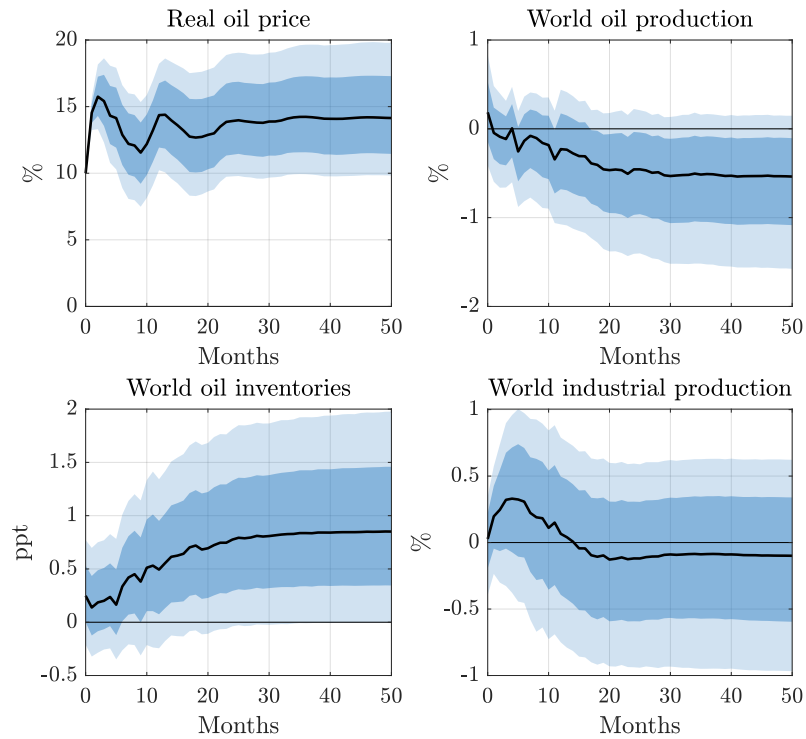 Real oil price
20
15
10
5
0
%
0 10 20 30 40 50
Months
World oil production
1
0
-1
-2
%
0 10 20 30 40 50
Months
World oil inventories
2
1.5
1
0.5
0
-0.5
ppt
0 10 20 30 40 50
Months
World industrial production
1
0.5
0
-0.5
-1
%
0 10 20 30 40 50
Months